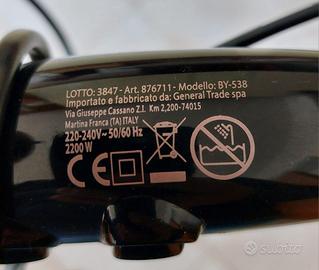 LOTTO: 3847 - Art. 876711 - Modello: BY-538
Importato e fabbricato da: General Trade spa
Via Giuseppe Cassano Z.I. Km 2,200-74015
Martina Franca (TA) ITALY
220-240V~ 50/60 Hz
2200 W
CE
subito